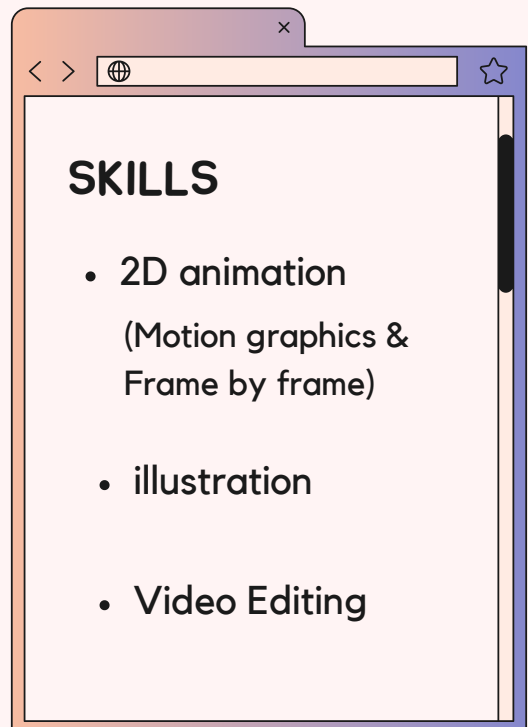 SKILLS
• 2D animation
(Motion graphics &
Frame by frame)
• illustration
• Video Editing